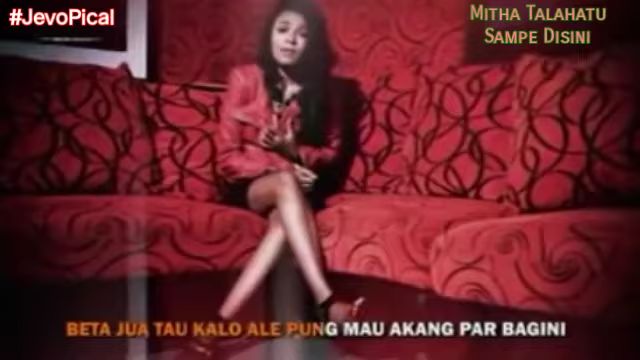 #JevoPical
Mitha Talahatu
Sampe Disini
BETA JUA TAU KALO ALE PUNG MAU AKANG PAR BAGINI